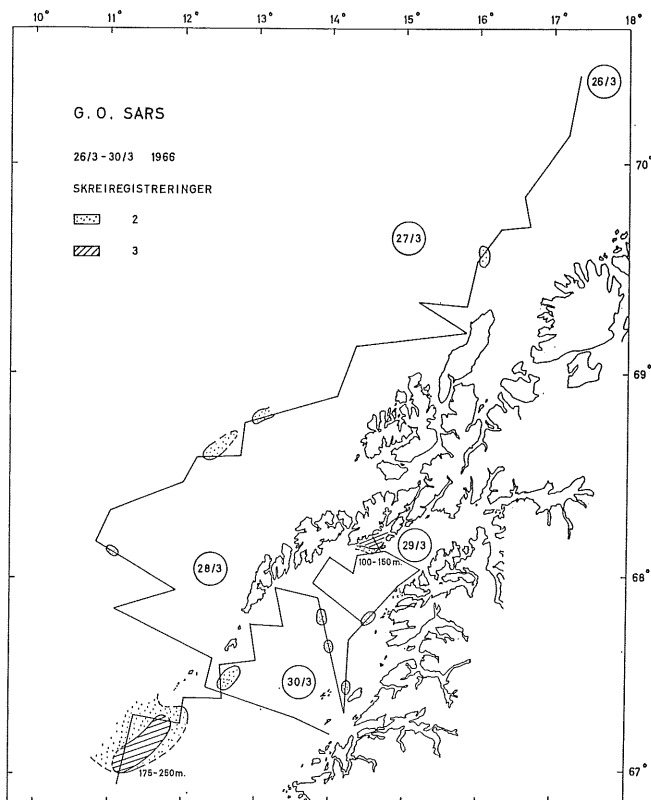 10° 11° 12° 13° 14° 15° 16° 17° 18°
26/3
G. O. SARS
26/3-30/3 1966
70°
SKREIREGISTRERINGER
2
27/3
3
69°
29/3
100-150m.
28/3
68°
30/3
175-250m.
67°